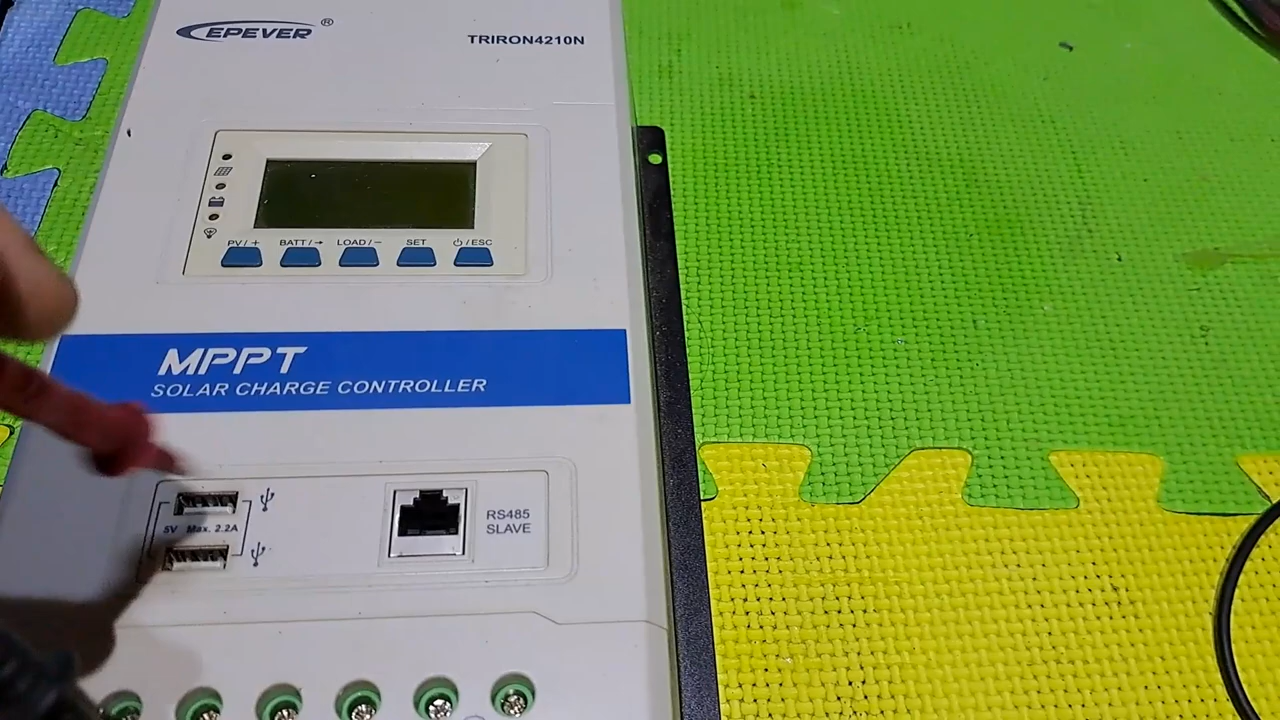 EPEVER®
TRIRON4210N
PV/+ BATT/→ LOAD/− SET ⏻/ESC
MPPT
SOLAR CHARGE CONTROLLER
5V Max. 2.2A
RS485
SLAVE